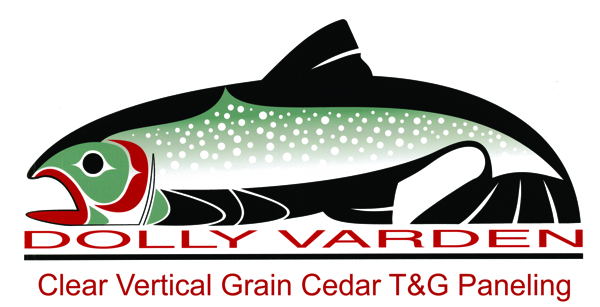 DOLLY VARDEN
Clear Vertical Grain Cedar T&G Paneling